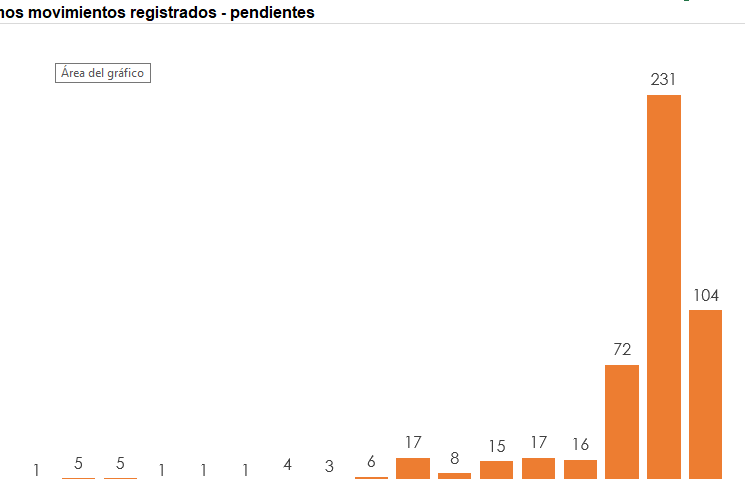 nos movimientos registrados - pendientes
Área del gráfico
231
104
72
1 5 5 1 1 1 4 3 6 17 8 15 17 16